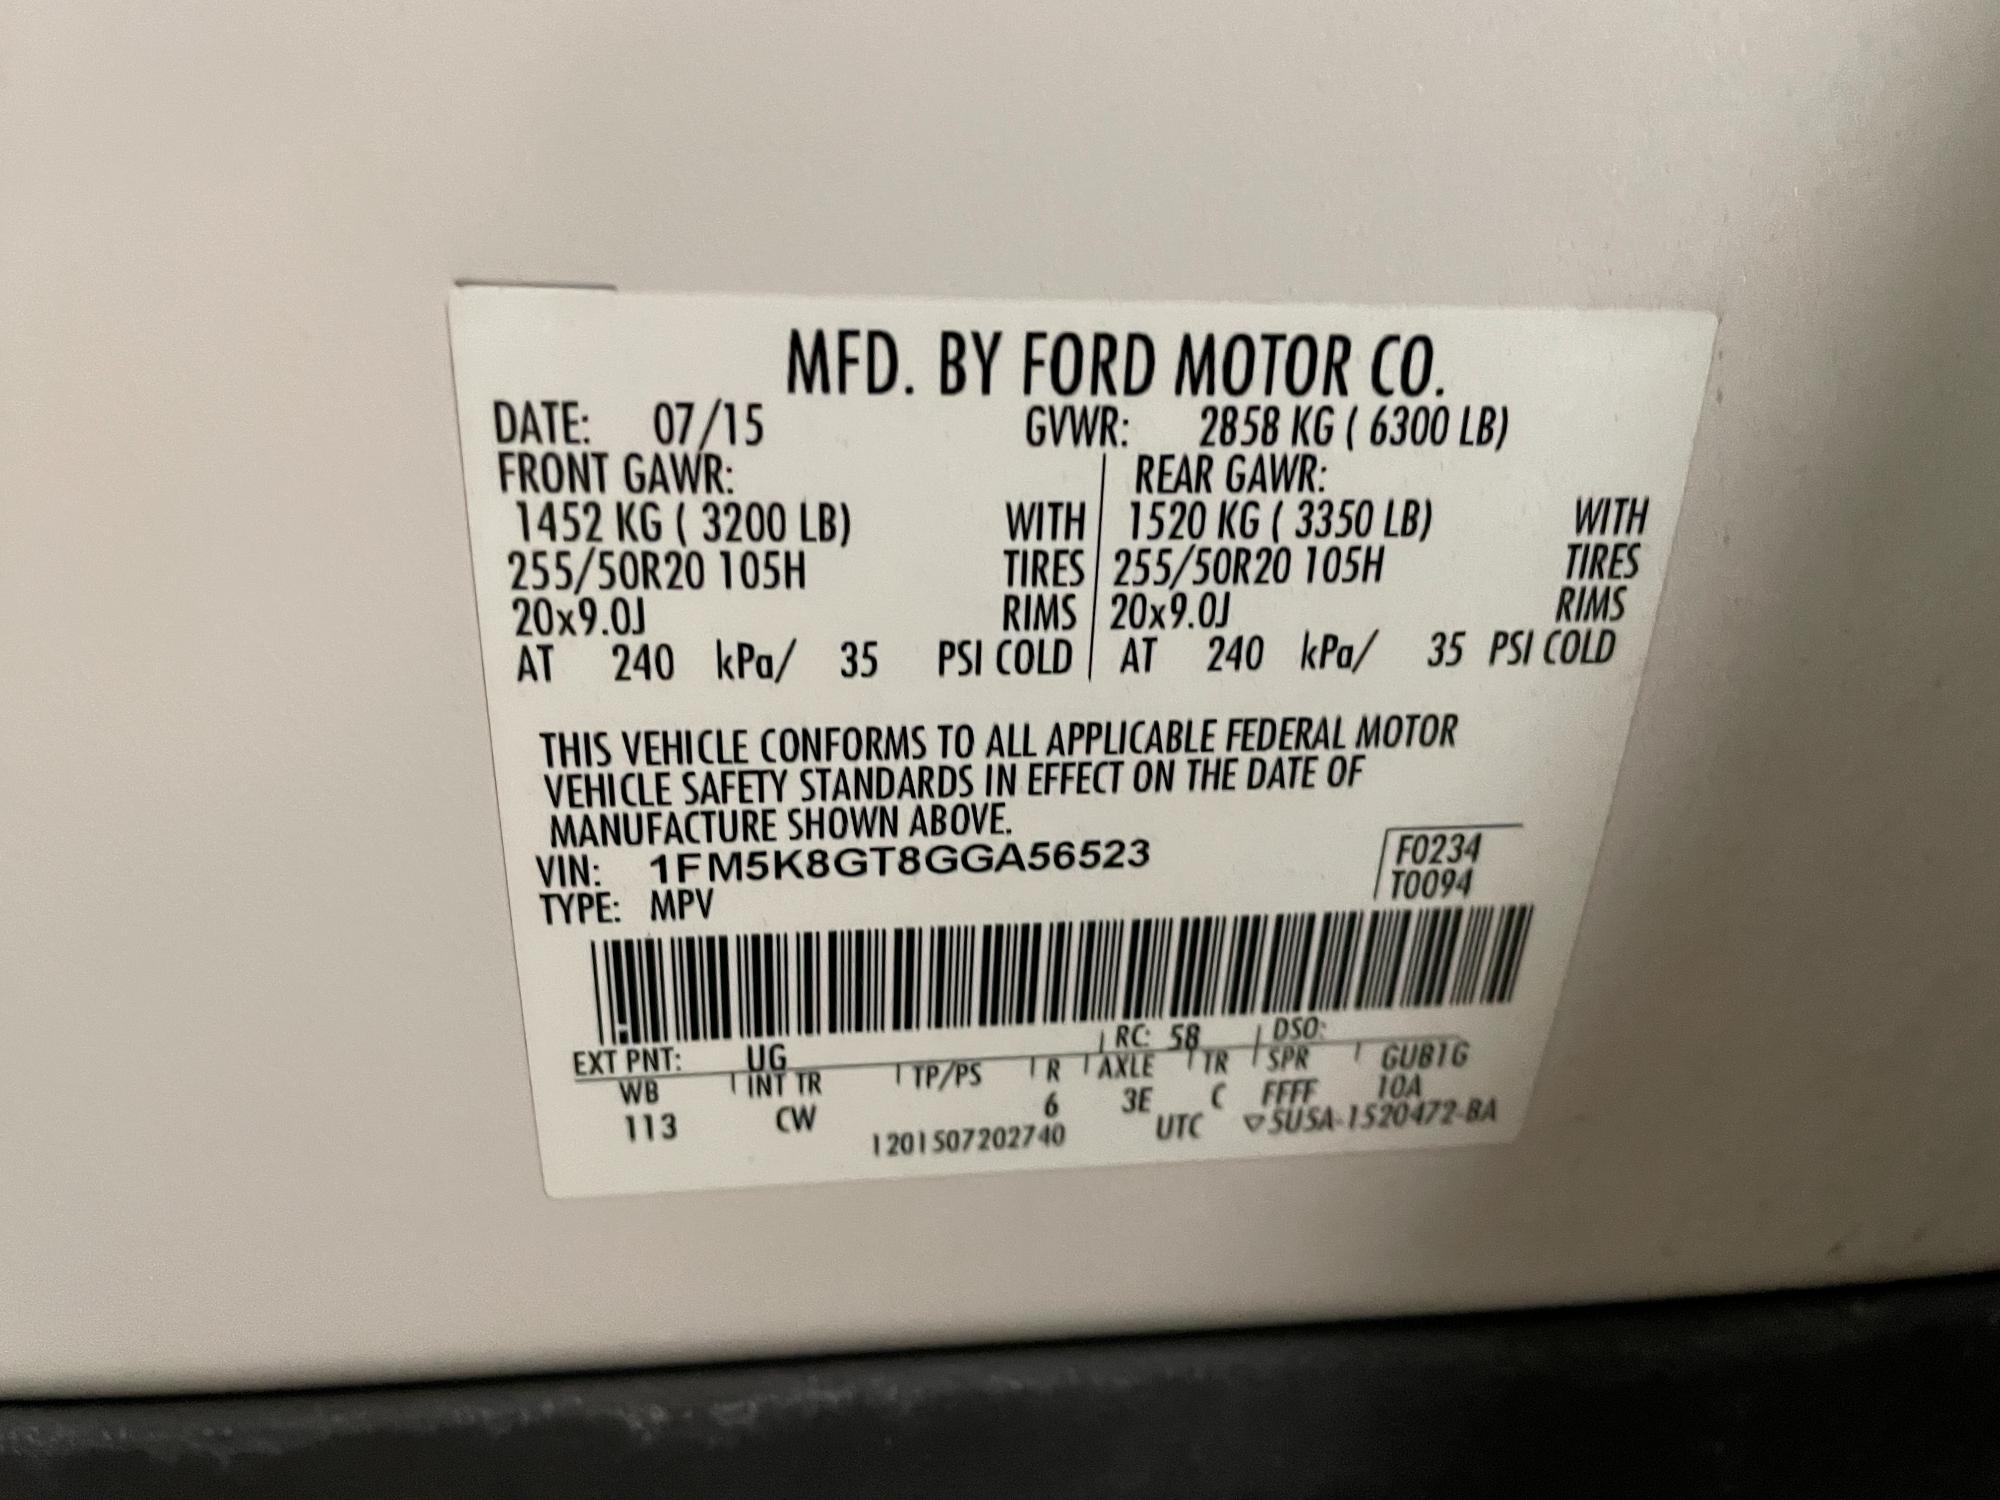 MFD. BY FORD MOTOR CO.
DATE: 07/15 GVWR: 2858 KG ( 6300 LB)
FRONT GAWR: REAR GAWR:
1452 KG ( 3200 LB) WITH 1520 KG ( 3350 LB) WITH
255/50R20 105H TIRES 255/50R20 105H TIRES
20x9.0J RIMS 20x9.0J RIMS
AT 240 kPa/ 35 PSI COLD AT 240 kPa/ 35 PSI COLD
THIS VEHICLE CONFORMS TO ALL APPLICABLE FEDERAL MOTOR
VEHICLE SAFETY STANDARDS IN EFFECT ON THE DATE OF
MANUFACTURE SHOWN ABOVE.
VIN: 1FM5K8GT8GGA56523 F0234
TYPE: MPV T0094
EXT PNT: UG RC: 58 DSO:
WB INT TR TP/PS R AXLE TR SPR GUB1G
113 CW 6 3E C FFFF 10A
1201507202740 UTC ▽SUSA-1520472-BA